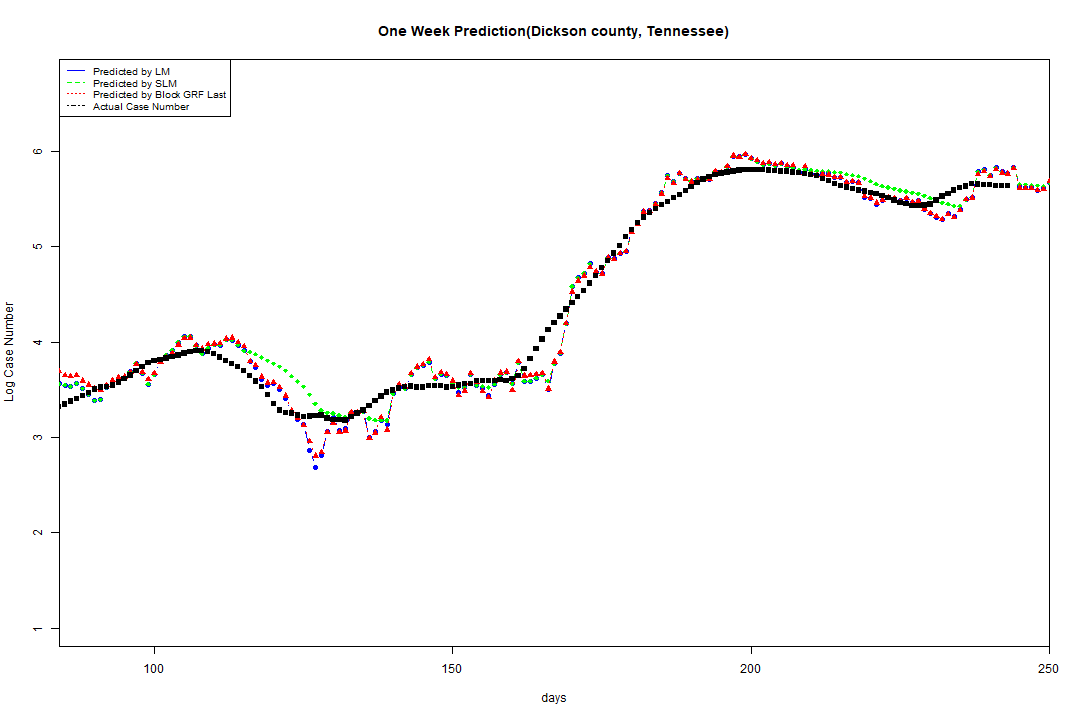 One Week Prediction(Dickson county, Tennessee)
Predicted by LM
Predicted by SLM
Predicted by Block GRF Last
Actual Case Number
6
5
4
3
2
1
Log Case Number
100 150 200 250
days